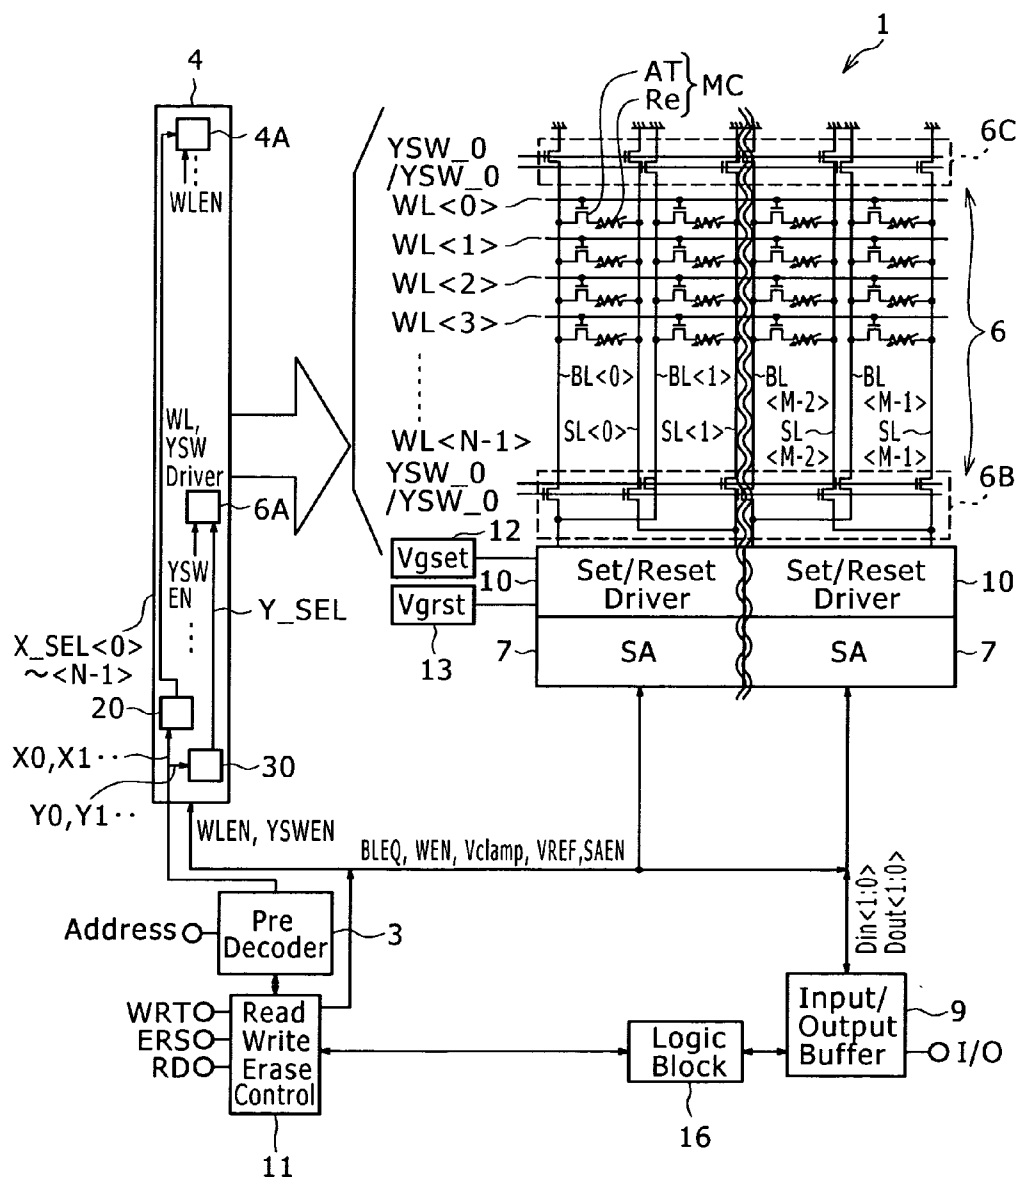 1
4
AT
Re
MC
4A
WLEN
YSW_0
/YSW_0
6C
WL<0>
WL<1>
WL<2>
WL<3>
6
BL<0>
BL<1>
BL
<M-2>
BL
<M-1>
SL<0>
SL<1>
SL
<M-2>
SL
<M-1>
WL<N-1>
YSW_0
/YSW_0
6B
WL,
YSW
Driver
6A
YSW
EN
Y_SEL
X_SEL<0>
~<N-1>
12
Vgset
10
Set/Reset
Driver
Set/Reset
Driver
10
Vgrst
13
7
SA
SA
7
20
X0,X1··
30
Y0,Y1··
WLEN, YSWEN
BLEQ, WEN, Vclamp, VREF,SAEN
Din<1:0>
Dout<1:0>
Address
Pre
Decoder
3
WRT
ERS
RD
Read
Write
Erase
Control
11
Logic
Block
16
Input/
Output
Buffer
9
I/O